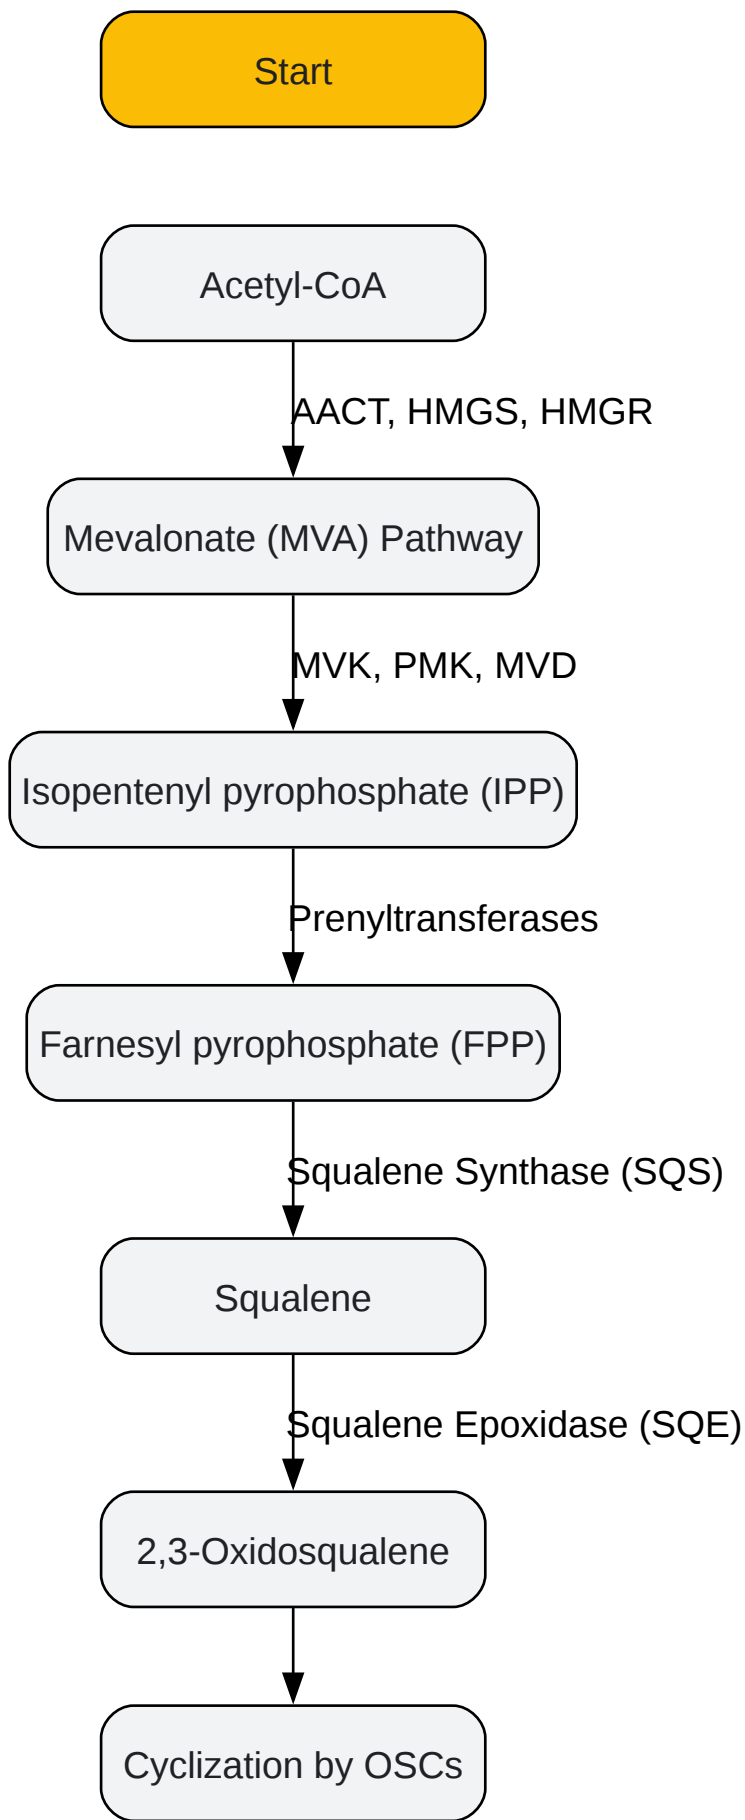 Start
Acetyl-CoA
AACT, HMGS, HMGR
Mevalonate (MVA) Pathway
MVK, PMK, MVD
Isopentenyl pyrophosphate (IPP)
Prenyltransferases
Farnesyl pyrophosphate (FPP)
Squalene Synthase (SQS)
Squalene
Squalene Epoxidase (SQE)
2,3-Oxidosqualene
Cyclization by OSCs